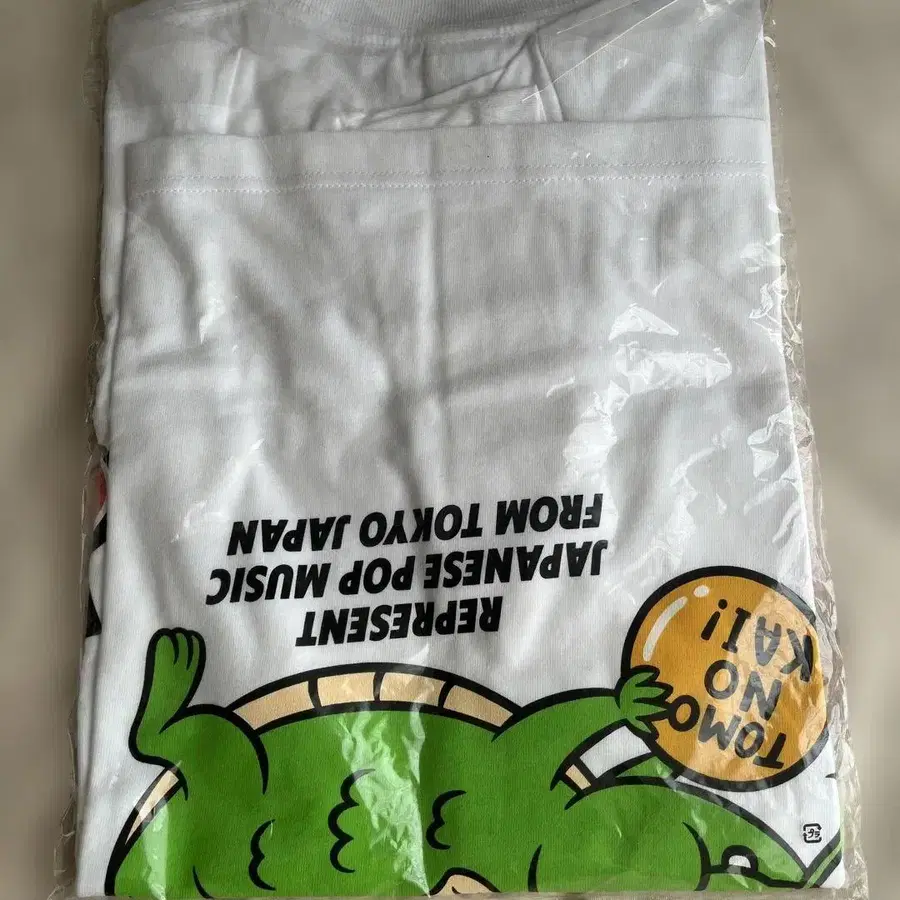 TOMO
NO
KAI!
REPRESENT
JAPANESE POP MUSIC
FROM TOKYO JAPAN